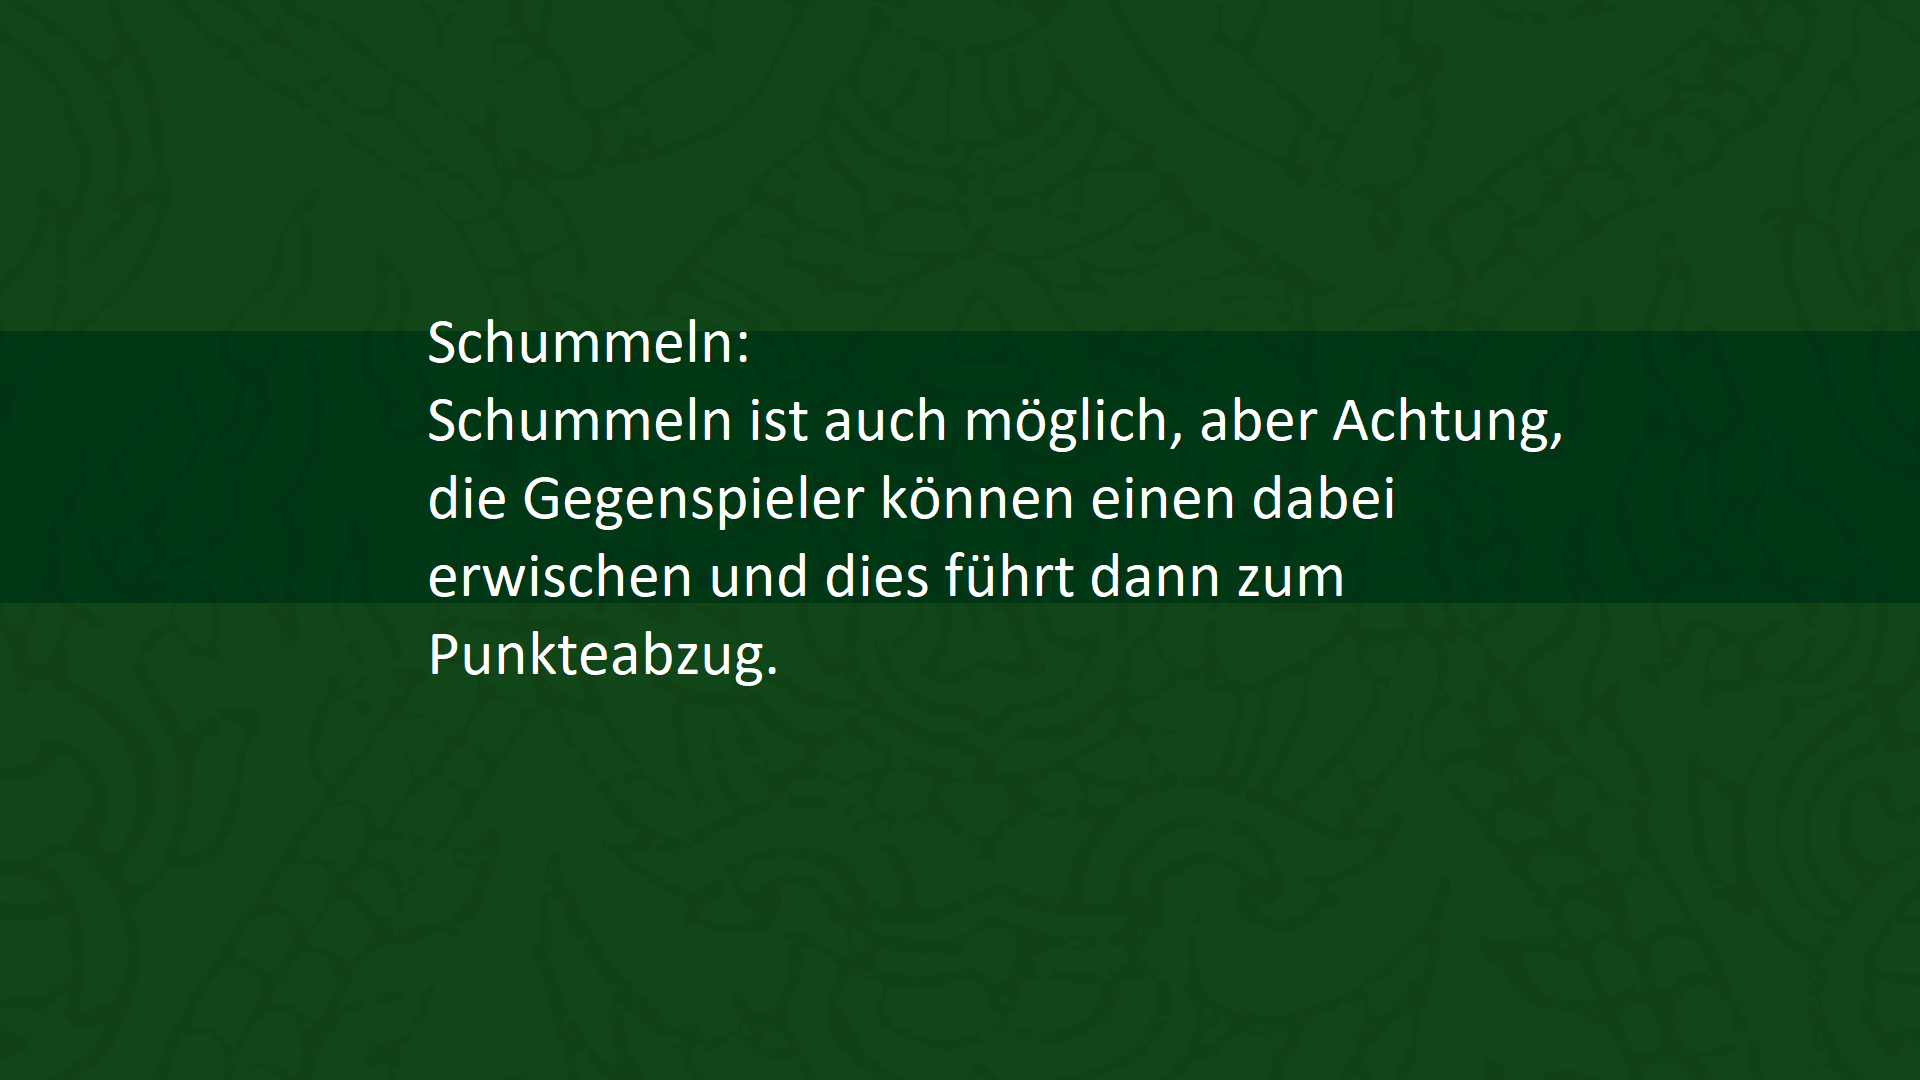 Schummeln:
Schummeln ist auch möglich, aber Achtung,
die Gegenspieler können einen dabei
erwischen und dies führt dann zum
Punkteabzug.